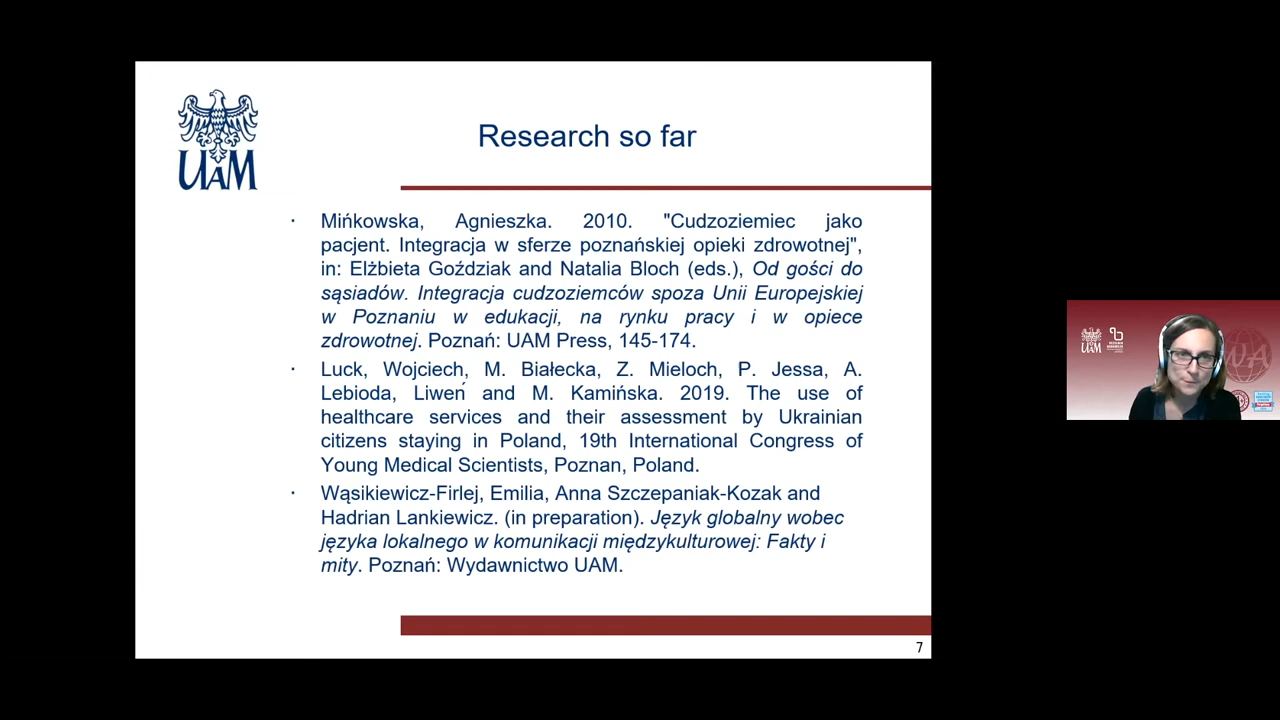 UAM
Research so far
· Mińkowska, Agnieszka. 2010. "Cudzoziemiec jako
pacjent. Integracja w sferze poznańskiej opieki zdrowotnej",
in: Elżbieta Goździak and Natalia Bloch (eds.), Od gości do
sąsiadów. Integracja cudzoziemców spoza Unii Europejskiej
w Poznaniu w edukacji, na rynku pracy i w opiece
zdrowotnej. Poznań: UAM Press, 145-174.
· Luck, Wojciech, M. Białecka, Z. Mieloch, P. Jessa, A.
Lebioda, Liweń and M. Kamińska. 2019. The use of
healthcare services and their assessment by Ukrainian
citizens staying in Poland, 19th International Congress of
Young Medical Scientists, Poznan, Poland.
· Wąsikiewicz-Firlej, Emilia, Anna Szczepaniak-Kozak and
Hadrian Lankiewicz. (in preparation). Język globalny wobec
języka lokalnego w komunikacji międzykulturowej: Fakty i
mity. Poznań: Wydawnictwo UAM.
7
UAM
WA